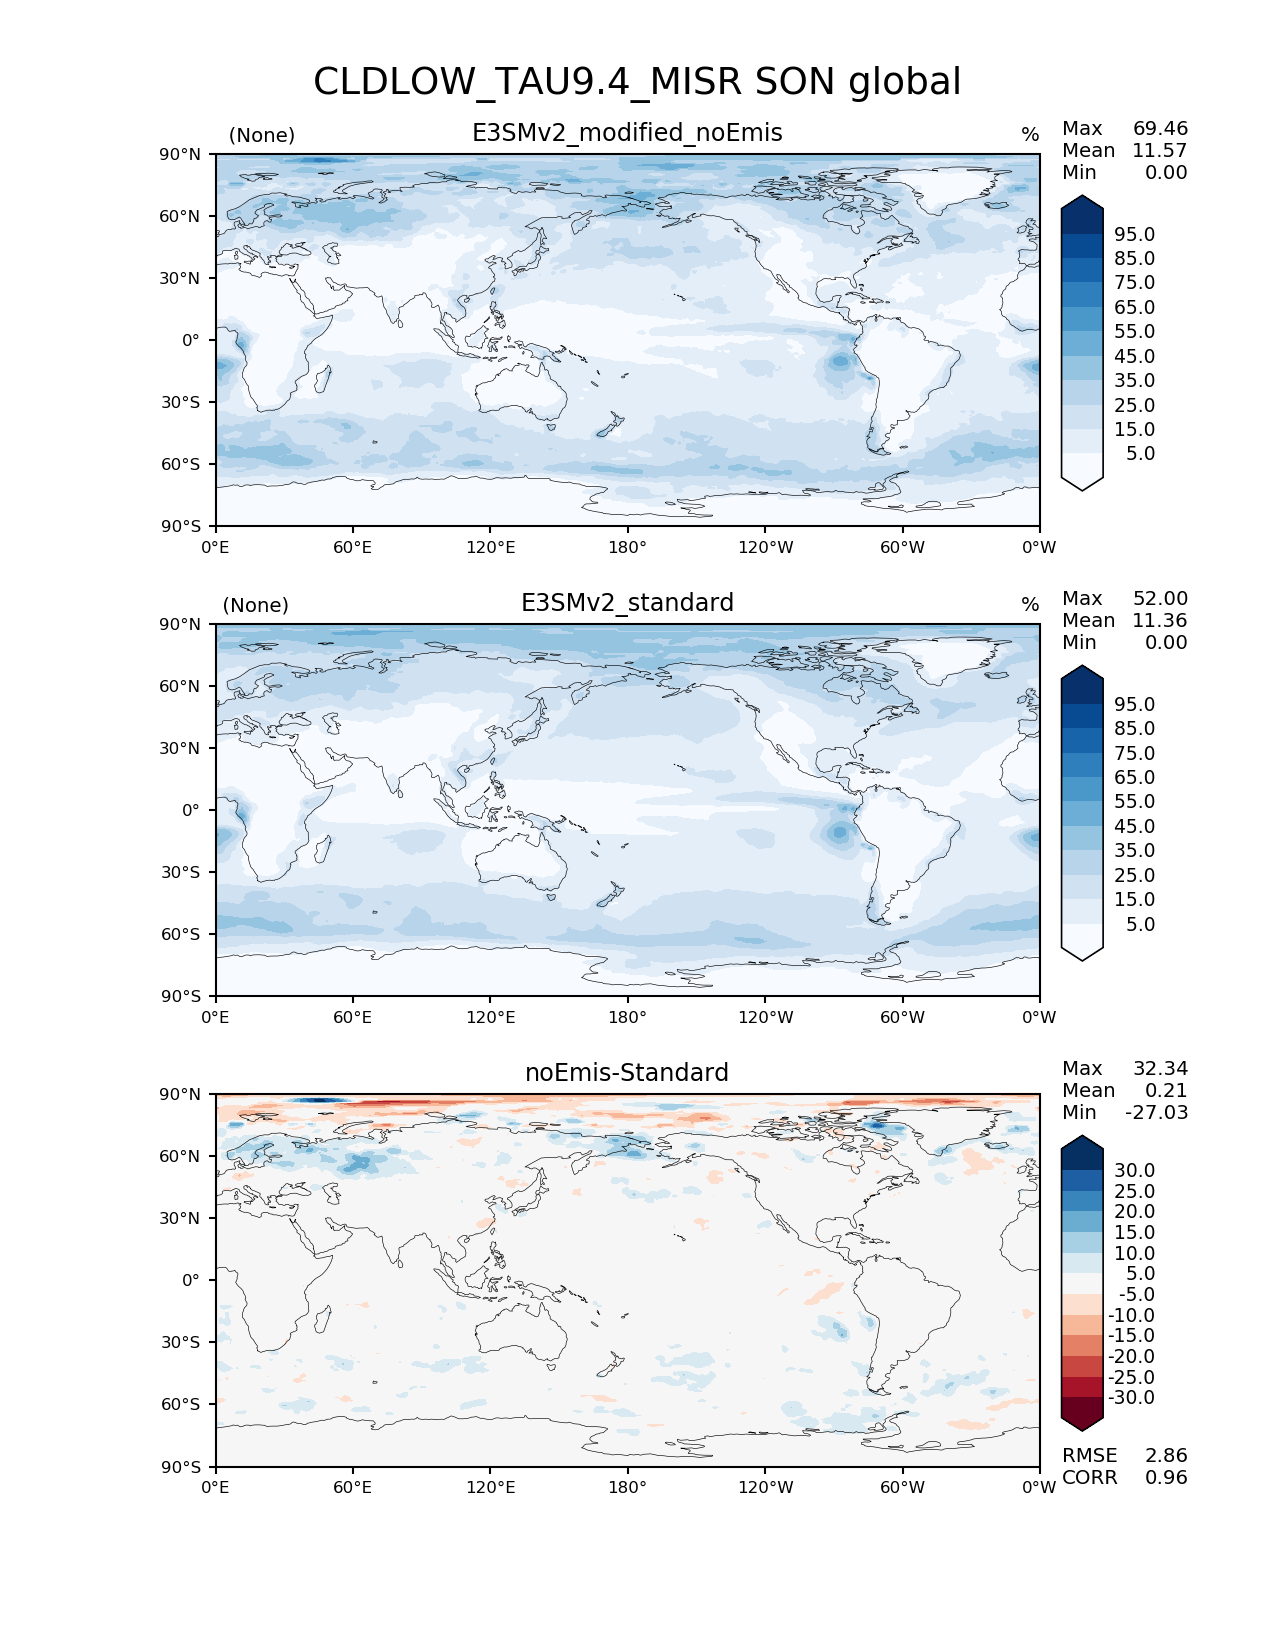 CLDLOW_TAU9.4_MISR SON global
(None) E3SMv2_modified_noEmis %
Max 69.46
Mean 11.57
Min 0.00
90°N
60°N
30°N
0°
30°S
60°S
90°S
0°E 60°E 120°E 180° 120°W 60°W 0°W
95.0
85.0
75.0
65.0
55.0
45.0
35.0
25.0
15.0
5.0
(None) E3SMv2_standard %
Max 52.00
Mean 11.36
Min 0.00
90°N
60°N
30°N
0°
30°S
60°S
90°S
0°E 60°E 120°E 180° 120°W 60°W 0°W
95.0
85.0
75.0
65.0
55.0
45.0
35.0
25.0
15.0
5.0
noEmis-Standard
Max 32.34
Mean 0.21
Min -27.03
90°N
60°N
30°N
0°
30°S
60°S
90°S
0°E 60°E 120°E 180° 120°W 60°W 0°W
30.0
25.0
20.0
15.0
10.0
5.0
-5.0
-10.0
-15.0
-20.0
-25.0
-30.0
RMSE 2.86
CORR 0.96